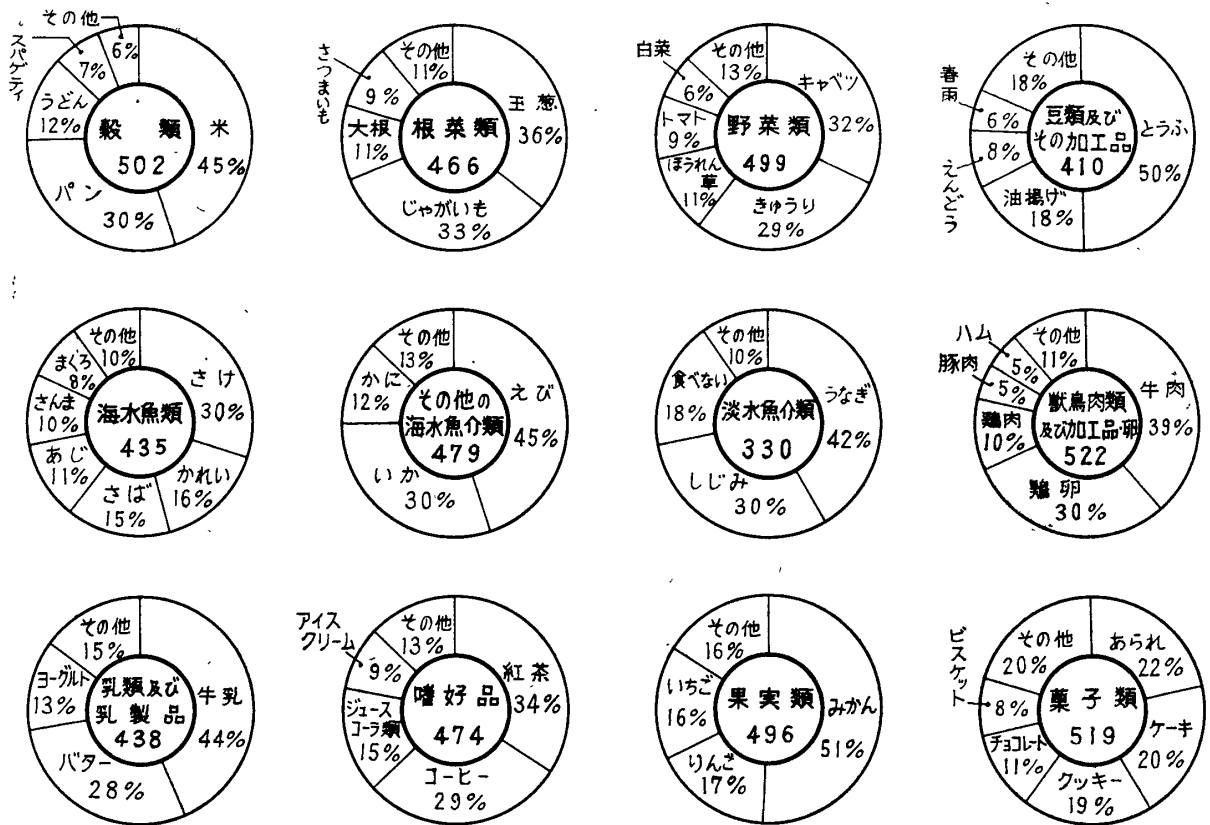 その他
6%
スパゲティ
7%
うどん
12%
穀類
502
米
45%
パン
30%
その他
11%
さつまいも
9%
大根
11%
根菜類
466
玉葱
36%
じゃがいも
33%
その他
13%
白菜
6%
トマト
9%
ほうれん
草
11%
野菜類
499
キャベツ
32%
きゅうり
29%
その他
18%
春雨
6%
えんどう
8%
豆類及び
その加工品
410
とうふ
50%
油揚げ
18%
その他
10%
まぐろ
8%
さんま
10%
あじ
11%
海水魚類
435
さけ
30%
かれい
16%
さば
15%
その他
13%
かに
12%
その他の
海水魚介類
479
えび
45%
いか
30%
その他
10%
食べない
18%
淡水魚介類
330
うなぎ
42%
しじみ
30%
その他
11%
ハム
5%
豚肉
5%
鶏肉
10%
獣鳥肉類
及び加工品・卵
522
牛肉
39%
鶏卵
30%
その他
15%
ヨーグルト
13%
乳類及び
乳製品
438
牛乳
44%
バター
28%
その他
13%
アイス
クリーム
9%
ジュース
コーラ類
15%
嗜好品
474
紅茶
34%
コーヒー
29%
その他
16%
いちご
16%
果実類
496
みかん
51%
りんご
17%
その他
20%
ビスケット
8%
チョコレート
11%
菓子類
519
あられ
22%
ケーキ
20%
クッキー
19%